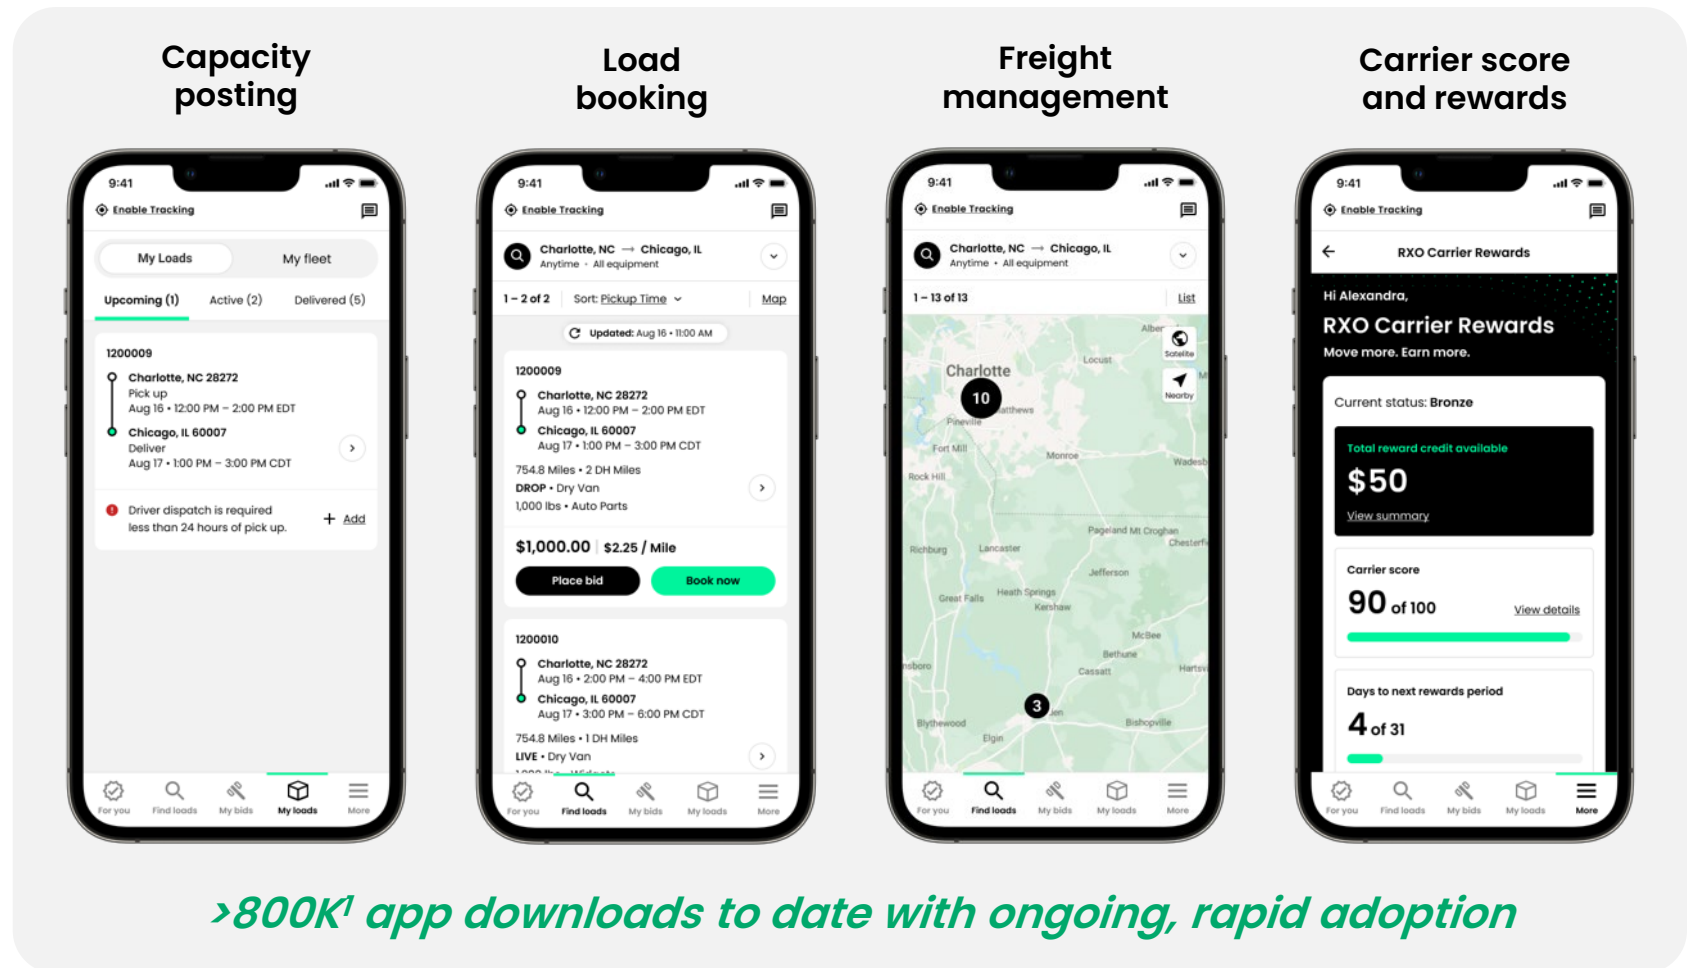 Capacity
posting
9:41
Enable Tracking
My Loads
My fleet
Upcoming (1)
Active (2)
Delivered (5)
1200009
Charlotte, NC 28272
Pick up
Aug 16 • 12:00 PM – 2:00 PM EDT
Chicago, IL 60007
Deliver
Aug 17 • 1:00 PM – 3:00 PM CDT
Driver dispatch is required
less than 24 hours of pick up.
+ Add
For you
Find loads
My bids
My loads
More
Load
booking
9:41
Enable Tracking
Charlotte, NC → Chicago, IL
Anytime • All equipment
1 – 2 of 2
Sort: Pickup Time
Map
Updated: Aug 16 • 11:00 AM
1200009
Charlotte, NC 28272
Aug 16 • 12:00 PM – 2:00 PM EDT
Chicago, IL 60007
Aug 17 • 1:00 PM – 3:00 PM CDT
754.8 Miles • 2 DH Miles
DROP • Dry Van
1,000 lbs • Auto Parts
$1,000.00 | $2.25 / Mile
Place bid
Book now
1200010
Charlotte, NC 28272
Aug 16 • 2:00 PM – 4:00 PM EDT
Chicago, IL 60007
Aug 17 • 3:00 PM – 6:00 PM CDT
754.8 Miles • 1 DH Miles
LIVE • Dry Van
For you
Find loads
My bids
My loads
More
Freight
management
9:41
Enable Tracking
Charlotte, NC → Chicago, IL
Anytime • All equipment
1 – 13 of 13
List
Satelite
Locust
Charlotte
Nearby
10
Pineville
Fort Mill
Monroe
Rock Hill
Pageland
Mt Croghan
Richburg
Lancaster
Jefferson
Great Falls
Heath Springs
Kershaw
McBee
Bethune
Cassatt
3
Blythewood
Bishopville
Elgin
For you
Find loads
My bids
My loads
More
Carrier score
and rewards
9:41
Enable Tracking
RXO Carrier Rewards
Hi Alexandra,
RXO Carrier Rewards
Move more. Earn more.
Current status: Bronze
Total reward credit available
$50
View summary
Carrier score
90 of 100
View details
Days to next rewards period
4 of 31
For you
Find loads
My bids
My loads
More
>800K¹ app downloads to date with ongoing, rapid adoption